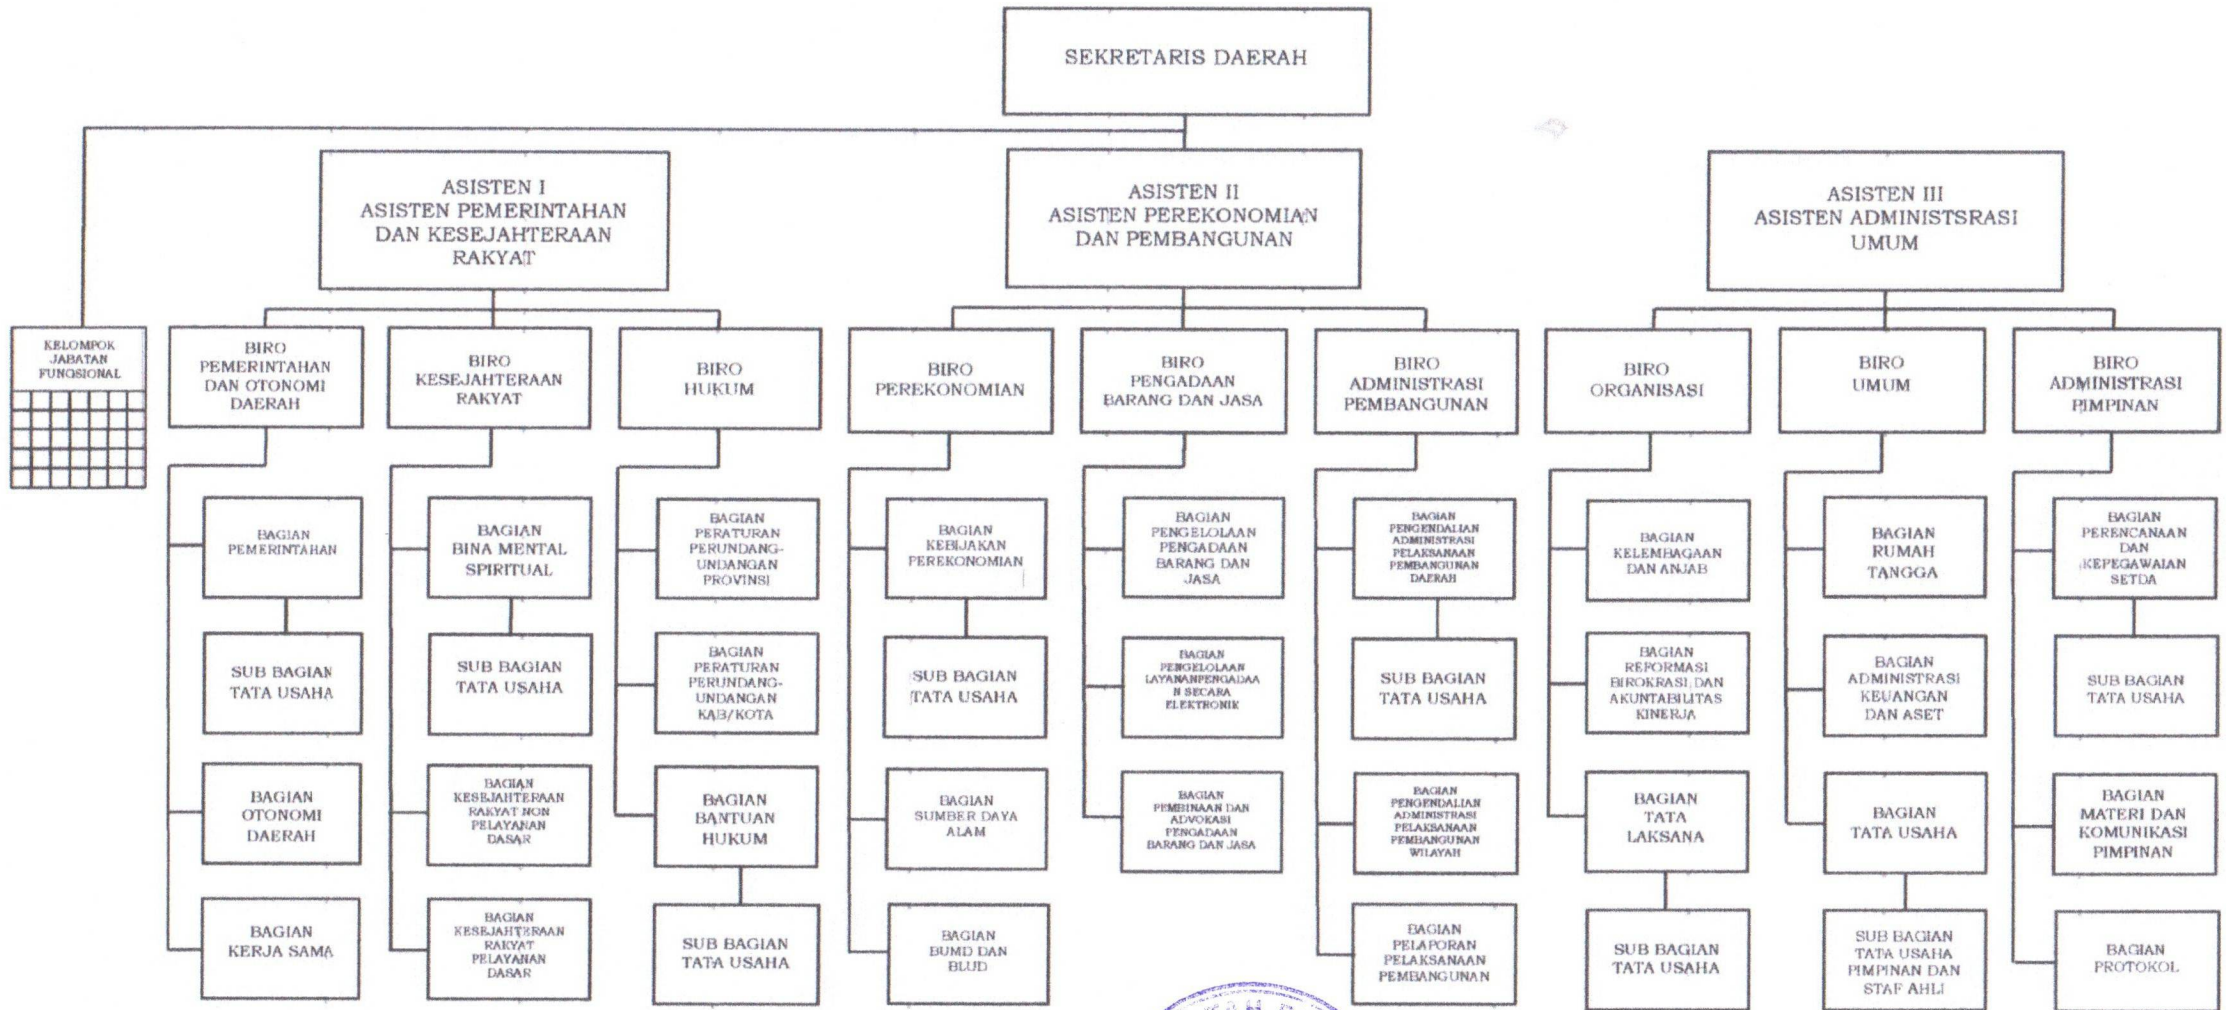 SEKRETARIS DAERAH
ASISTEN I
ASISTEN PEMERINTAHAN
DAN KESEJAHTERAAN
RAKYAT
ASISTEN II
ASISTEN PEREKONOMIAN
DAN PEMBANGUNAN
ASISTEN III
ASISTEN ADMINISTSRASI
UMUM
KELOMPOK
JABATAN
FUNGSIONAL
BIRO
PEMERINTAHAN
DAN OTONOMI
DAERAH
BIRO
KESEJAHTERAAN
RAKYAT
BIRO
HUKUM
BIRO
PEREKONOMIAN
BIRO
PENGADAAN
BARANG DAN JASA
BIRO
ADMINISTRASI
PEMBANGUNAN
BIRO
ORGANISASI
BIRO
UMUM
BIRO
ADMINISTRASI
PIMPINAN
BAGIAN
PEMERINTAHAN
BAGIAN
BINA MENTAL
SPIRITUAL
BAGIAN
PERATURAN
PERUNDANG-
UNDANGAN
PROVINSI
BAGIAN
KEBIJAKAN
PEREKONOMIAN
BAGIAN
PENGELOLAAN
PENGADAAN
BARANG DAN
JASA
BAGIAN
PENGENDALIAN
ADMINISTRASI
PELAKSANAAN
PEMBANGUNAN
DAERAH
BAGIAN
KELEMBAGAAN
DAN ANJAB
BAGIAN
RUMAH
TANGGA
BAGIAN
PERENCANAAN
DAN
KEPEGAWAIAN
SETDA
SUB BAGIAN
TATA USAHA
SUB BAGIAN
TATA USAHA
BAGIAN
PERATURAN
PERUNDANG-
UNDANGAN
KAB/KOTA
SUB BAGIAN
TATA USAHA
BAGIAN
PENGELOLAAN
LAYANANPENGADAA
N SECARA
ELEKTRONIK
SUB BAGIAN
TATA USAHA
BAGIAN
REFORMASI
BIROKRASI DAN
AKUNTABILITAS
KINERJA
BAGIAN
ADMINISTRASI
KEUANGAN
DAN ASET
SUB BAGIAN
TATA USAHA
BAGIAN
OTONOMI
DAERAH
BAGIAN
KESEJAHTERAAN
RAKYAT NON
PELAYANAN
DASAR
BAGIAN
BANTUAN
HUKUM
BAGIAN
SUMBER DAYA
ALAM
BAGIAN
PEMBINAAN DAN
ADVOKASI
PENGADAAN
BARANG DAN JASA
BAGIAN
PENGENDALIAN
ADMINISTRASI
PELAKSANAAN
PEMBANGUNAN
WILAYAH
BAGIAN
TATA
LAKSANA
BAGIAN
TATA USAHA
BAGIAN
MATERI DAN
KOMUNIKASI
PIMPINAN
BAGIAN
KERJA SAMA
BAGIAN
KESEJAHTERAAN
RAKYAT
PELAYANAN
DASAR
SUB BAGIAN
TATA USAHA
BAGIAN
BUMD DAN
BLUD
BAGIAN
PELAPORAN
PELAKSANAAN
PEMBANGUNAN
SUB BAGIAN
TATA USAHA
SUB BAGIAN
TATA USAHA
PIMPINAN DAN
STAF AHLI
BAGIAN
PROTOKOL